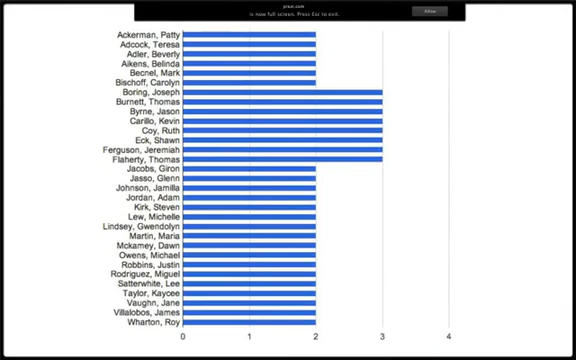 prezi.com
is now full screen. Press Esc to exit.
Allow
Ackerman, Patty
Adcock, Teresa
Adler, Beverly
Aikens, Belinda
Becnel, Mark
Bischoff, Carolyn
Boring, Joseph
Burnett, Thomas
Byrne, Jason
Carillo, Kevin
Coy, Ruth
Eck, Shawn
Ferguson, Jeremiah
Flaherty, Thomas
Jacobs, Giron
Jasso, Glenn
Johnson, Jamilla
Jordan, Adam
Kirk, Steven
Lew, Michelle
Lindsey, Gwendolyn
Martin, Maria
Mckamey, Dawn
Owens, Michael
Robbins, Justin
Rodriguez, Miguel
Satterwhite, Lee
Taylor, Kaycee
Vaughn, Jane
Villalobos, James
Wharton, Roy
0 1 2 3 4